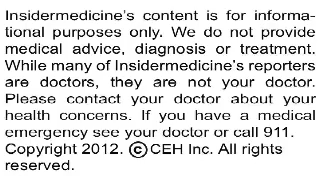 Insidermedicine's content is for informa-
tional purposes only. We do not provide
medical advice, diagnosis or treatment.
While many of Insidermedicine's reporters
are doctors, they are not your doctor.
Please contact your doctor about your
health concerns. If you have a medical
emergency see your doctor or call 911.
Copyright 2012. ©CEH Inc. All rights
reserved.